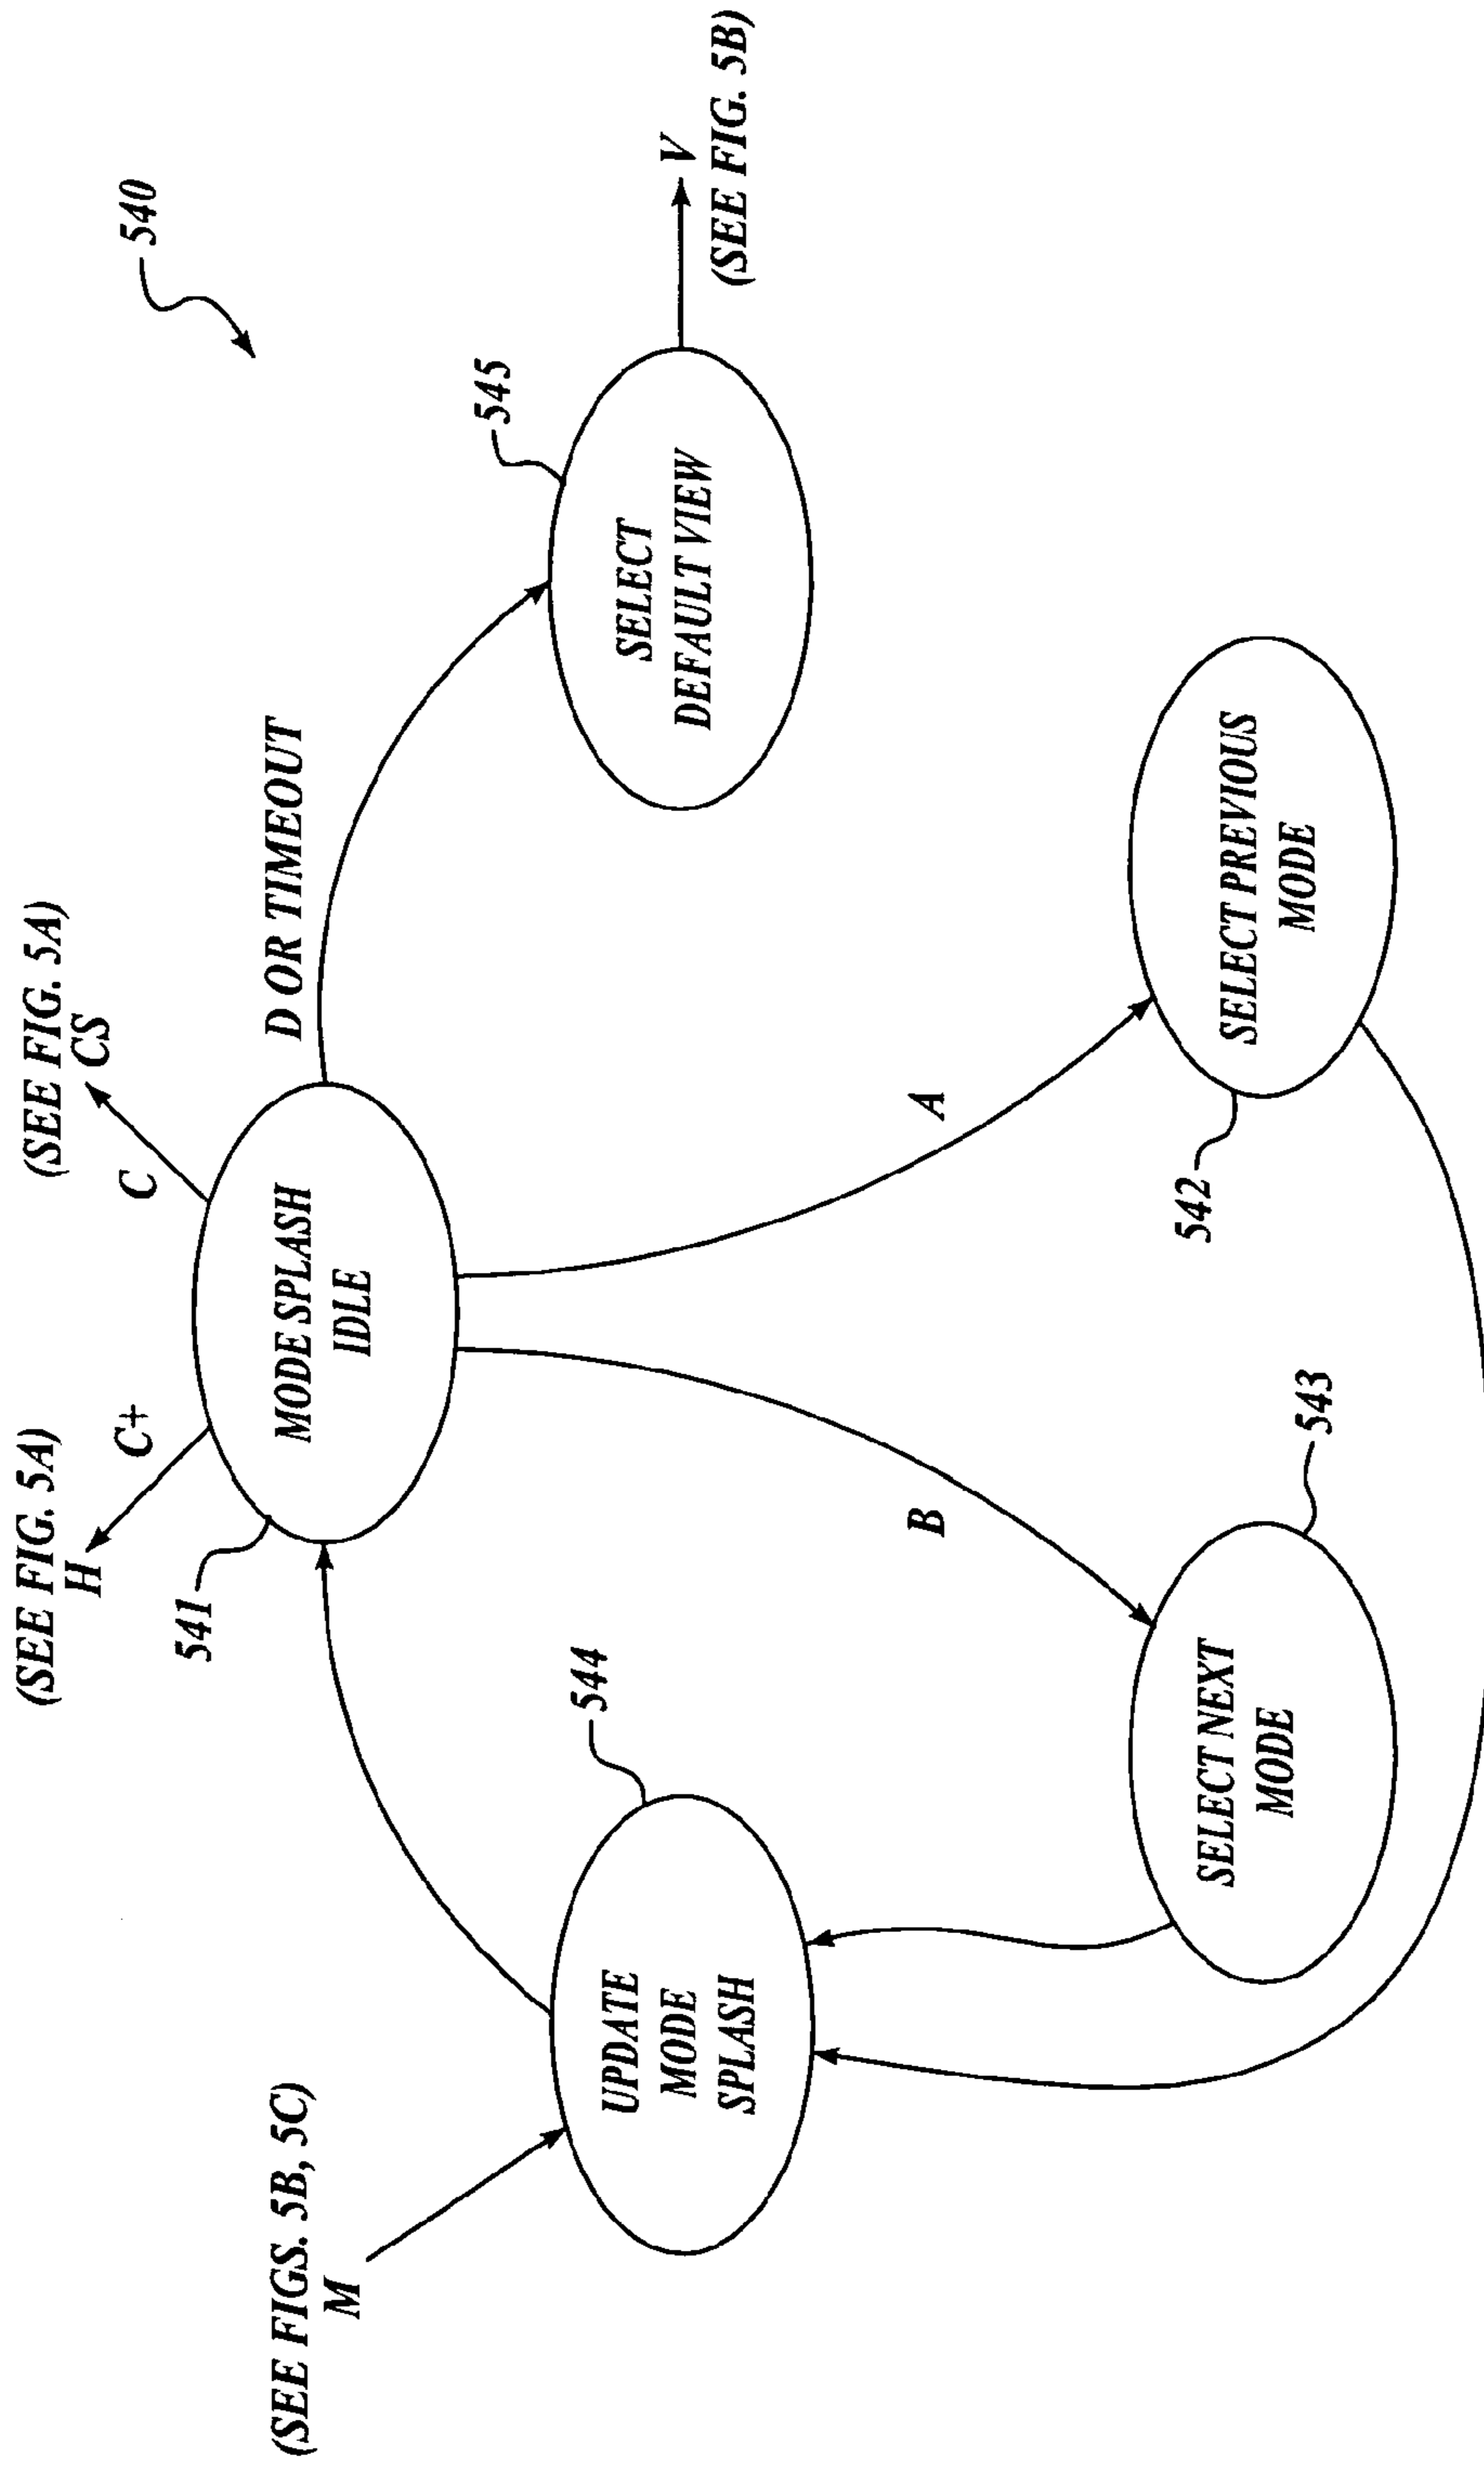 (SEE FIG. 5A)
H
C+
(SEE FIG. 5A)
CS
C
540
541
MODE SPLASH
IDLE
D OR TIMEOUT
(SEE FIGS. 5B, 5C)
M
544
UPDATE
MODE
SPLASH
545
SELECT
DEFAULT VIEW
V
(SEE FIG. 5B)
B
A
543
SELECT NEXT
MODE
542
SELECT PREVIOUS
MODE